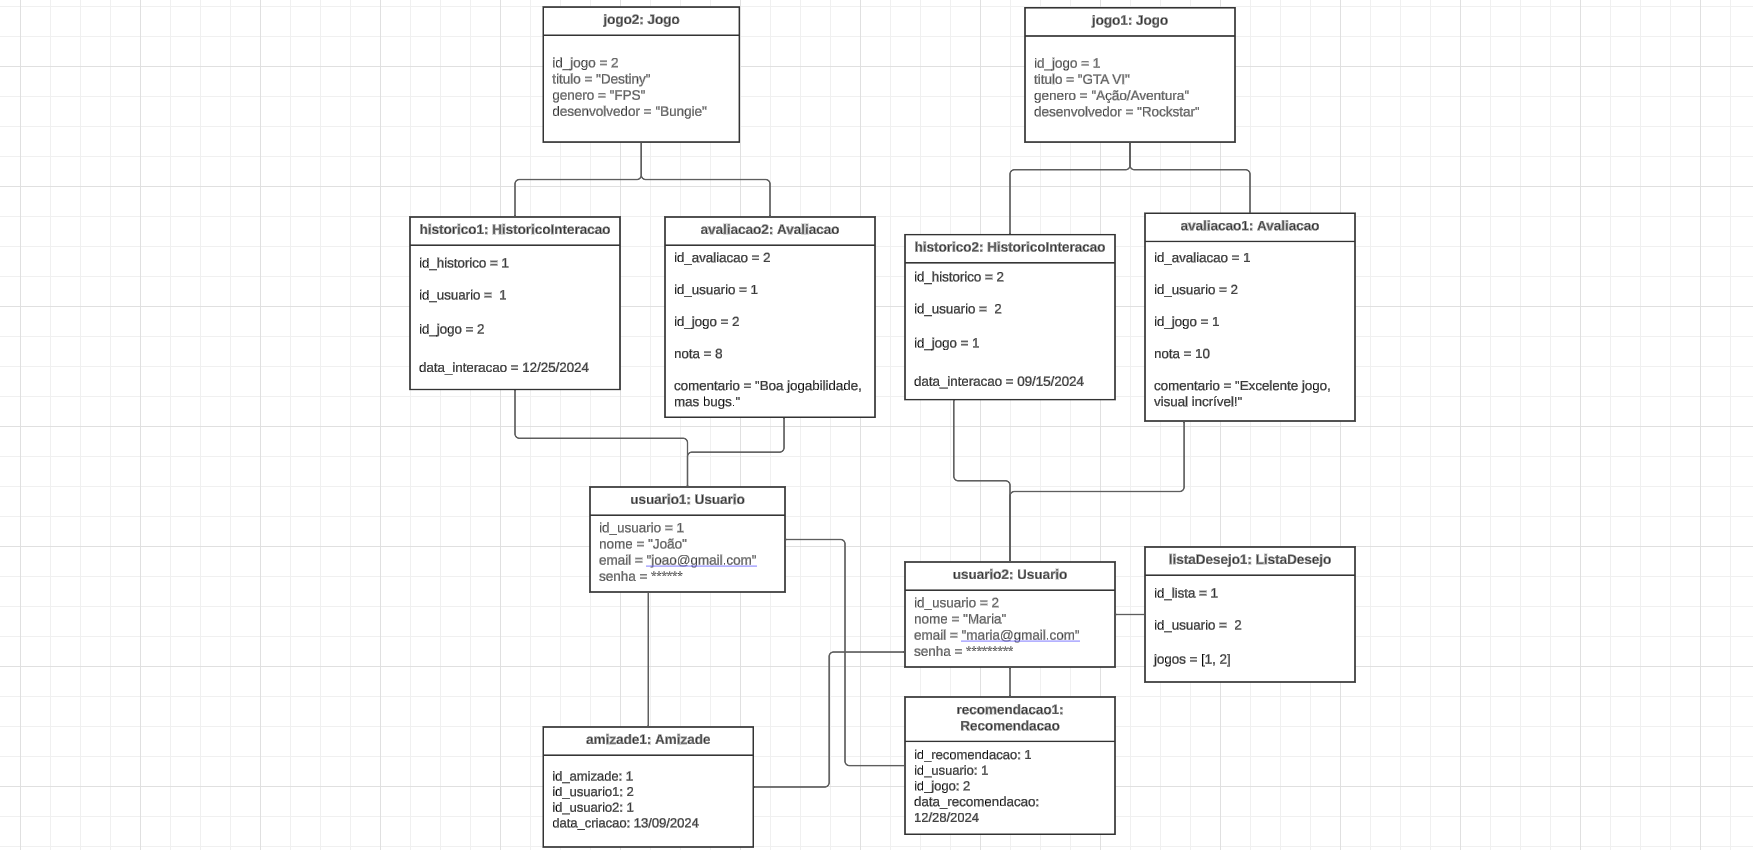 jogo2: Jogo
id_jogo = 2
titulo = "Destiny"
genero = "FPS"
desenvolvedor = "Bungie"
jogo1: Jogo
id_jogo = 1
titulo = "GTA VI"
genero = "Ação/Aventura"
desenvolvedor = "Rockstar"
historico1: HistoricoInteracao
id_historico = 1
id_usuario =  1
id_jogo = 2
data_interacao = 12/25/2024
avaliacao2: Avaliacao
id_avaliacao = 2
id_usuario = 1
id_jogo = 2
nota = 8
comentario = "Boa jogabilidade,
mas bugs."
historico2: HistoricoInteracao
id_historico = 2
id_usuario =  2
id_jogo = 1
data_interacao = 09/15/2024
avaliacao1: Avaliacao
id_avaliacao = 1
id_usuario = 2
id_jogo = 1
nota = 10
comentario = "Excelente jogo,
visual incrível!"
usuario1: Usuario
id_usuario = 1
nome = "João"
email = "joao@gmail.com"
senha = ******
usuario2: Usuario
id_usuario = 2
nome = "Maria"
email = "maria@gmail.com"
senha = *********
listaDesejo1: ListaDesejo
id_lista = 1
id_usuario =  2
jogos = [1, 2]
amizade1: Amizade
id_amizade: 1
id_usuario1: 2
id_usuario2: 1
data_criacao: 13/09/2024
recomendacao1:
Recomendacao
id_recomendacao: 1
id_usuario: 1
id_jogo: 2
data_recomendacao:
12/28/2024